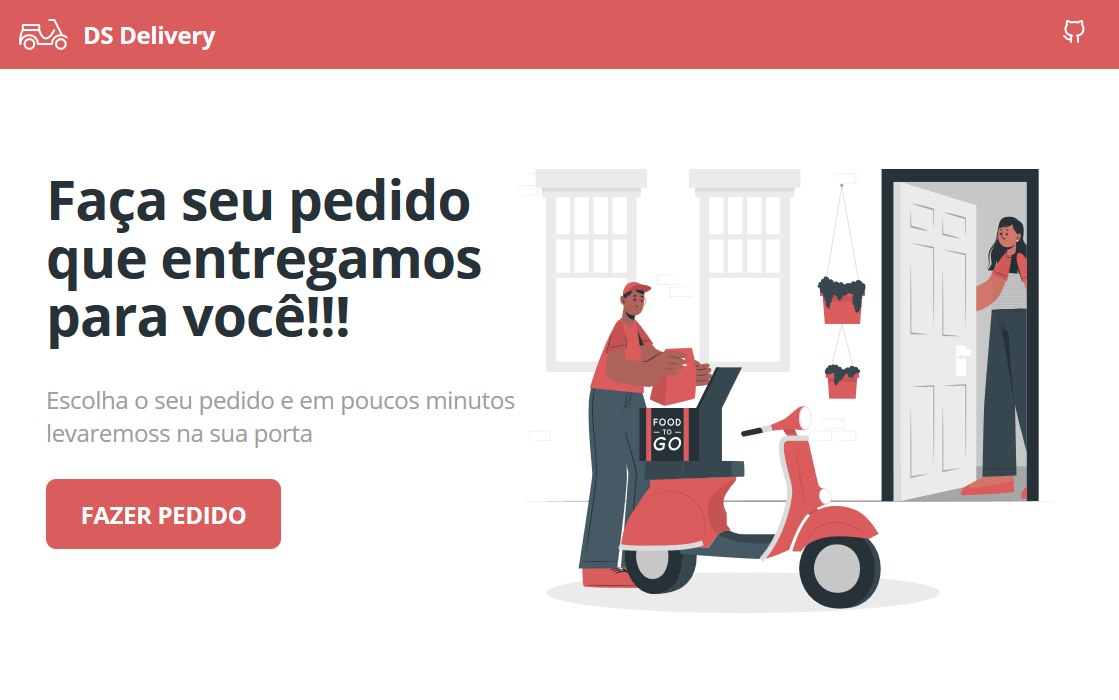 DS Delivery
Faça seu pedido
que entregamos
para você!!!
Escolha o seu pedido e em poucos minutos
levaremoss na sua porta
FAZER PEDIDO
FOOD
TO
GO